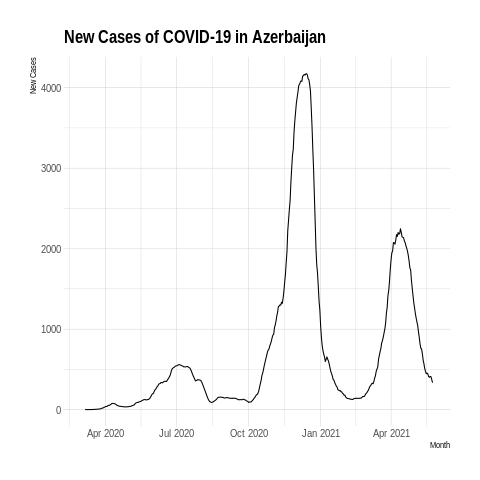 New Cases of COVID-19 in Azerbaijan
New Cases
4000
3000
2000
1000
0
Apr 2020 Jul 2020 Oct 2020 Jan 2021 Apr 2021
Month